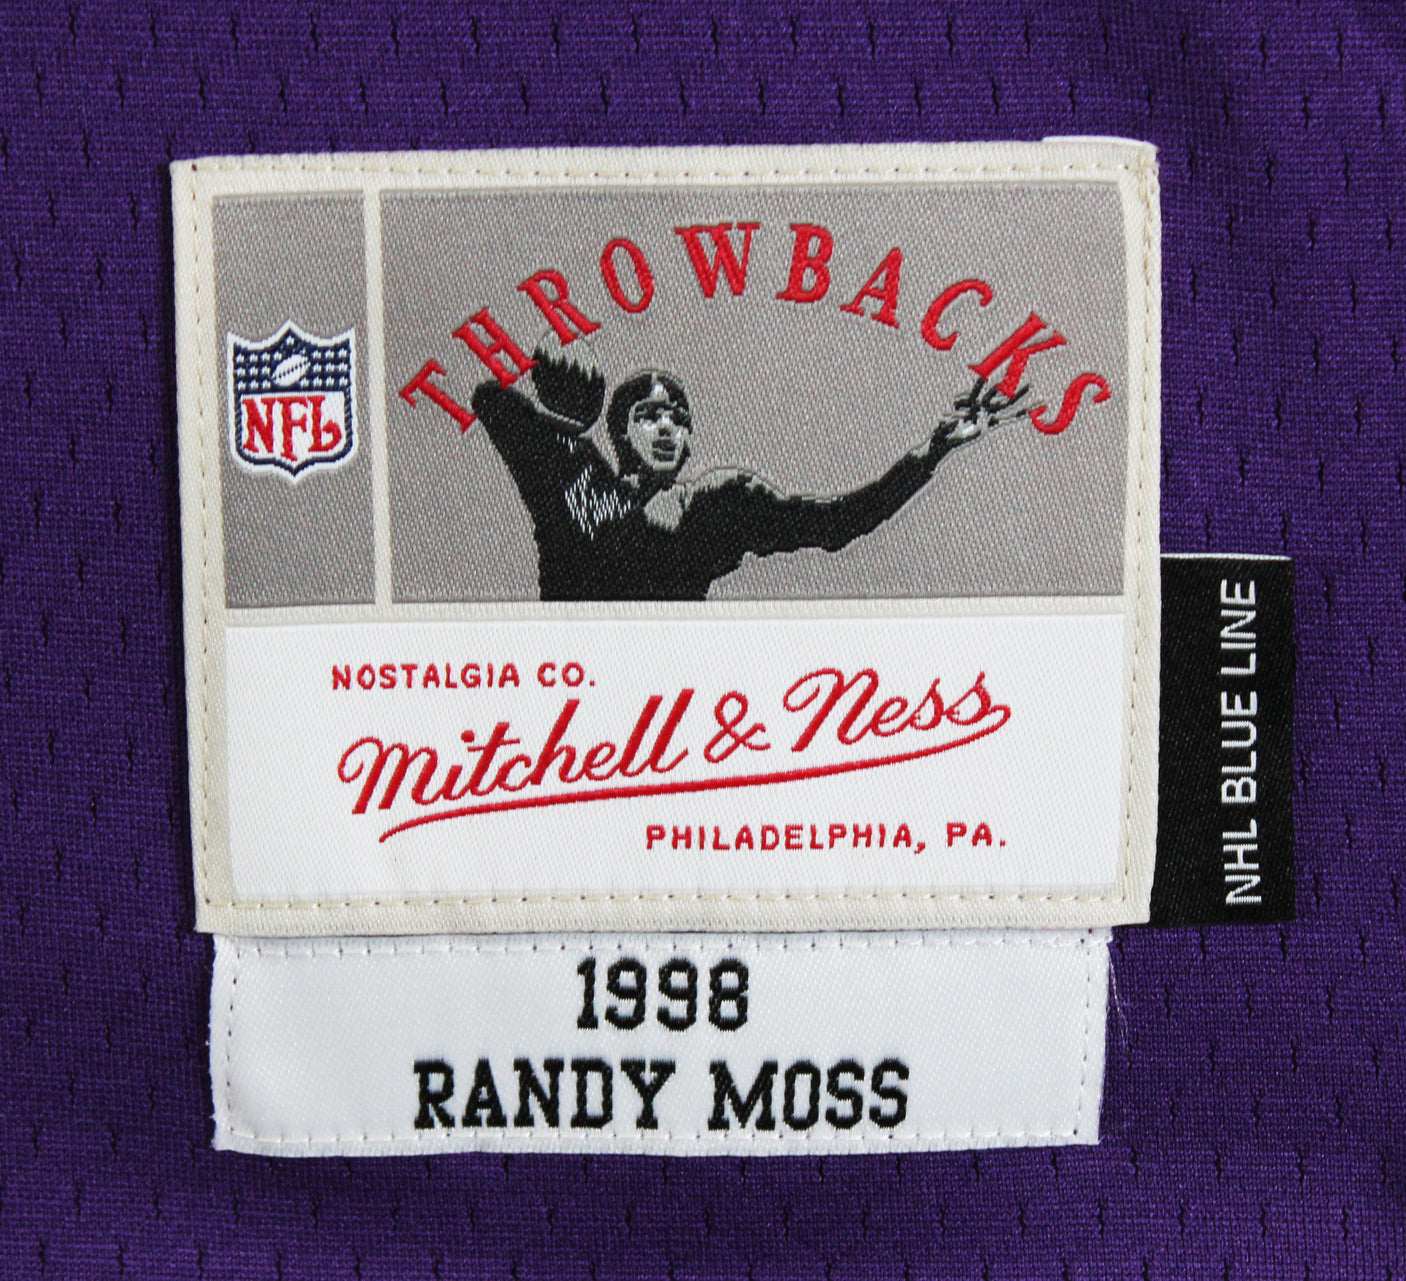 THROWBACKS
NFL
NOSTALGIA CO.
Mitchell & Ness
PHILADELPHIA, PA.
NHL BLUE LINE
1998
RANDY MOSS